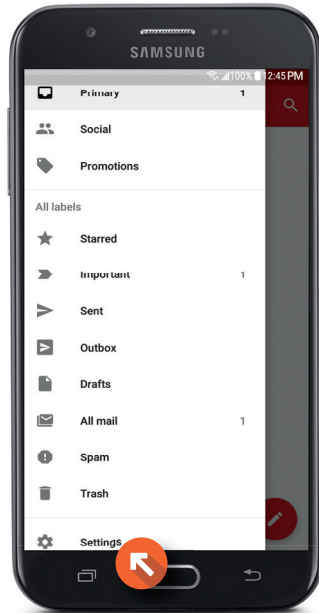 SAMSUNG
100% 12:45 PM
Primary 1
Social
Promotions
All labels
Starred
Important 1
Sent
Outbox
Drafts
All mail 1
Spam
Trash
Settings